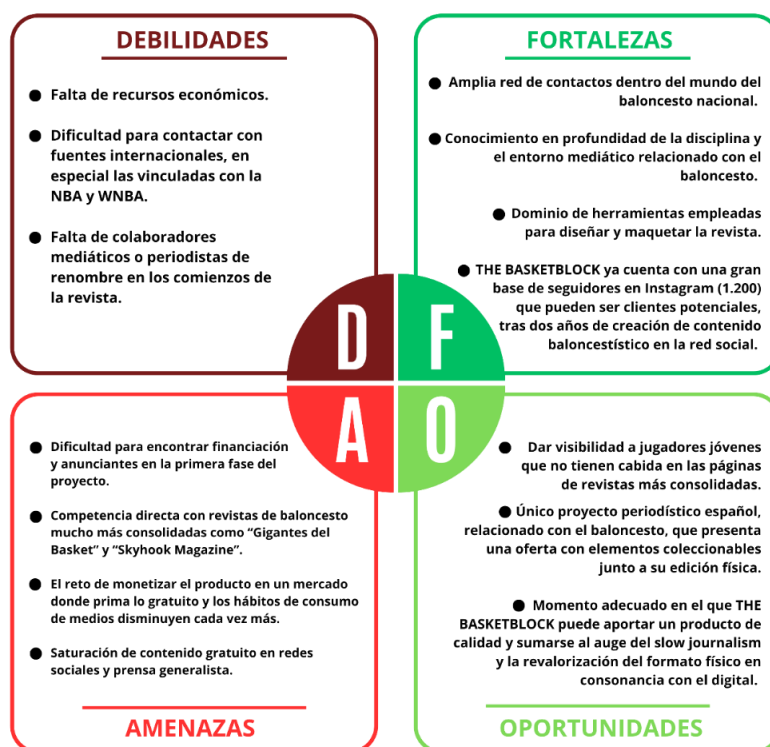 DEBILIDADES
● Falta de recursos económicos.
● Dificultad para contactar con
fuentes internacionales, en
especial las vinculadas con la
NBA y WNBA.
● Falta de colaboradores
mediáticos o periodistas de
renombre en los comienzos de
la revista.
FORTALEZAS
● Amplia red de contactos dentro del mundo del
baloncesto nacional.
● Conocimiento en profundidad de la disciplina y
el entorno mediático relacionado con el
baloncesto.
● Dominio de herramientas empleadas
para diseñar y maquetar la revista.
● THE BASKETBLOCK ya cuenta con una gran
base de seguidores en Instagram (1.200)
que pueden ser clientes potenciales,
tras dos años de creación de contenido
baloncestístico en la red social.
D F
A O
● Dificultad para encontrar financiación
y anunciantes en la primera fase del
proyecto.
● Competencia directa con revistas de baloncesto
mucho más consolidadas como “Gigantes del
Basket” y “Skyhook Magazine”.
● El reto de monetizar el producto en un mercado
donde prima lo gratuito y los hábitos de consumo
de medios disminuyen cada vez más.
● Saturación de contenido gratuito en redes
sociales y prensa generalista.
AMENAZAS
● Dar visibilidad a jugadores jóvenes
que no tienen cabida en las páginas
de revistas más consolidadas.
● Único proyecto periodístico español,
relacionado con el baloncesto, que presenta
una oferta con elementos coleccionables
junto a su edición física.
● Momento adecuado en el que THE
BASKETBLOCK puede aportar un producto de
calidad y sumarse al auge del slow journalism
y la revalorización del formato físico en
consonancia con el digital.
OPORTUNIDADES